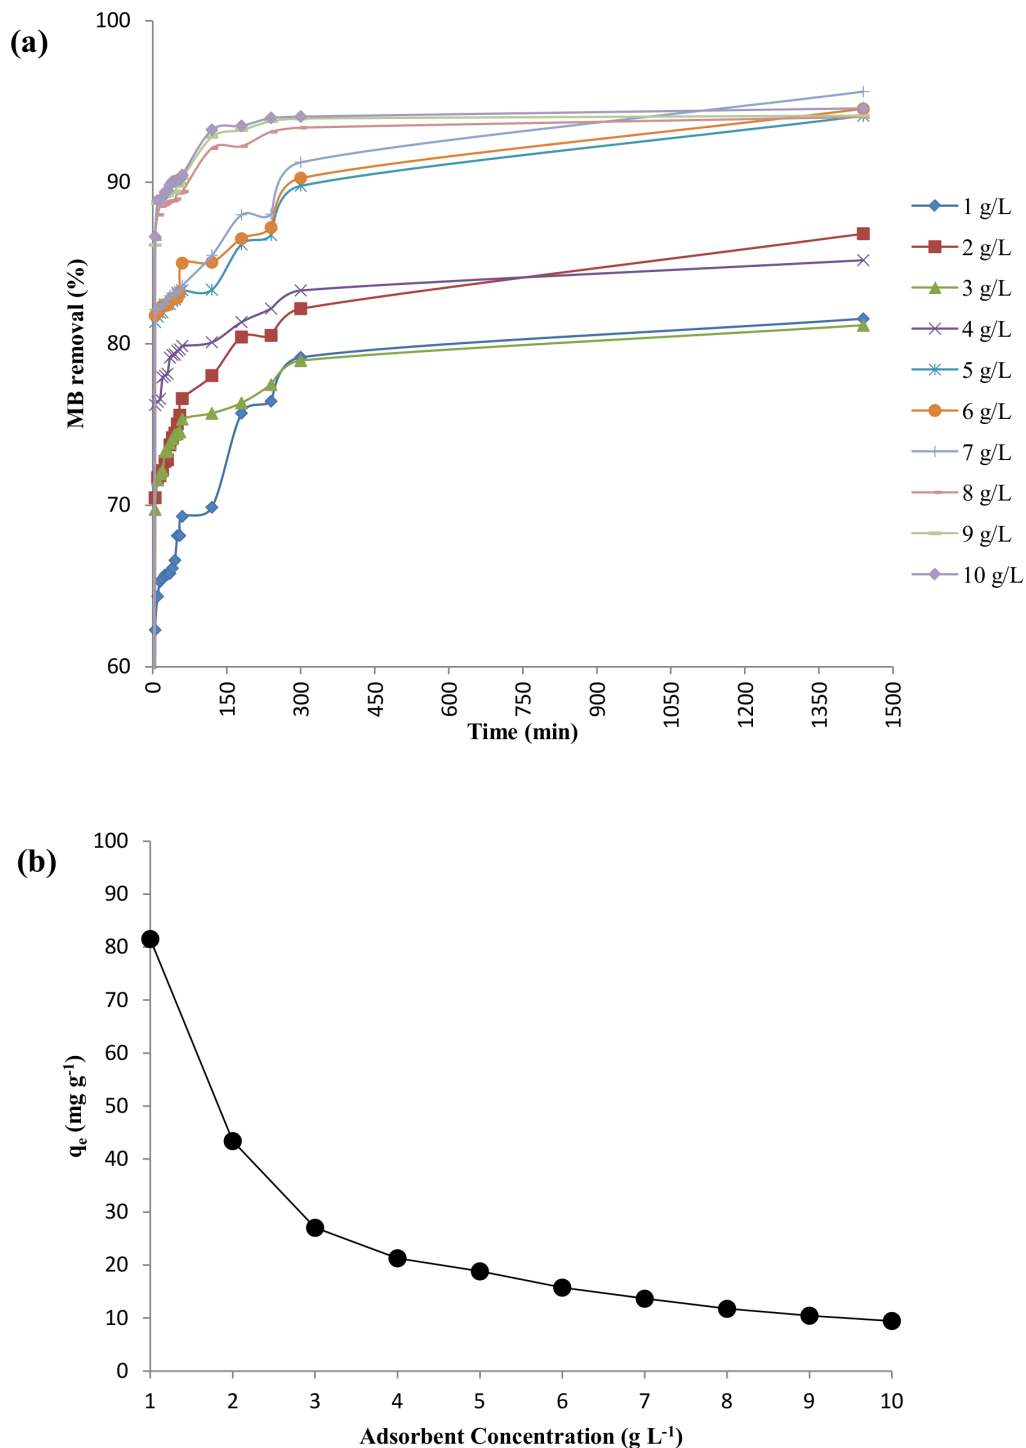 (a)
100
90
80
70
60
MB removal (%)
0 150 300 450 600 750 900 1050 1200 1350 1500
Time (min)
1 g/L
2 g/L
3 g/L
4 g/L
5 g/L
6 g/L
7 g/L
8 g/L
9 g/L
10 g/L
(b)
100
90
80
70
60
50
40
30
20
10
0
qe (mg g-1)
1 2 3 4 5 6 7 8 9 10
Adsorbent Concentration (g L-1)